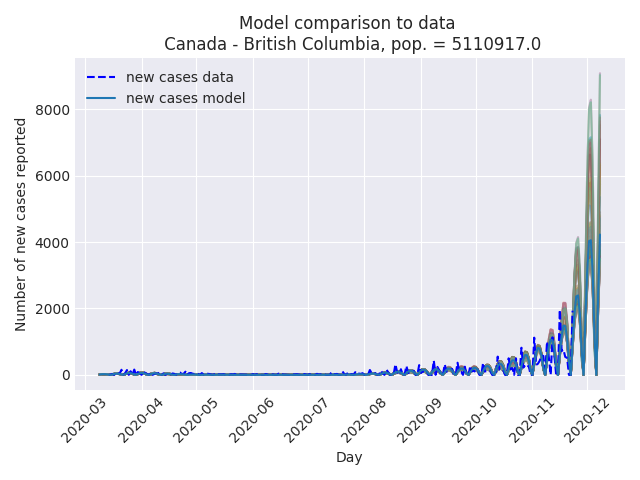 Model comparison to data
Canada - British Columbia, pop. = 5110917.0
new cases data
new cases model
Number of new cases reported
8000
6000
4000
2000
0
2020-03
2020-04
2020-05
2020-06
2020-07
2020-08
2020-09
2020-10
2020-11
2020-12
Day